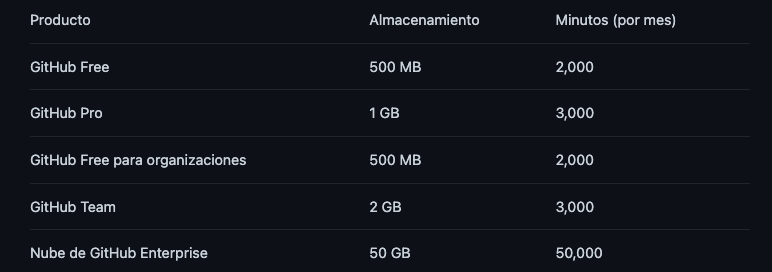 Producto Almacenamiento Minutos (por mes)
GitHub Free 500 MB 2,000
GitHub Pro 1 GB 3,000
GitHub Free para organizaciones 500 MB 2,000
GitHub Team 2 GB 3,000
Nube de GitHub Enterprise 50 GB 50,000